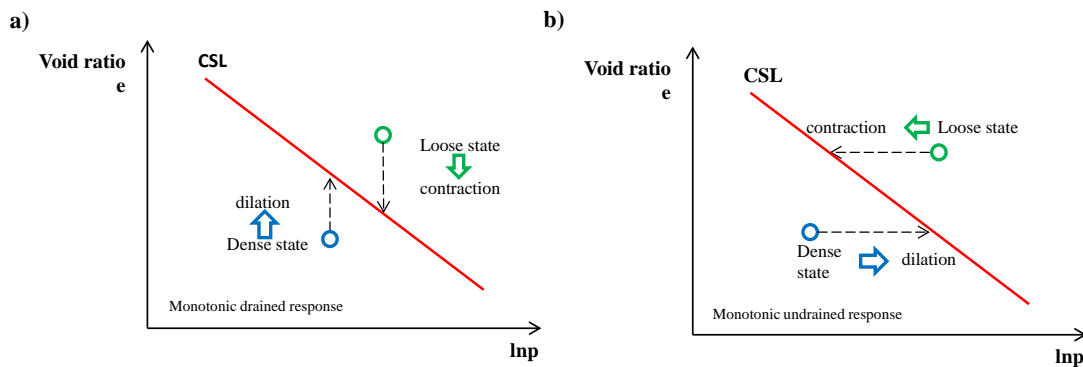 a)
Void ratio
e
CSL
Loose state
contraction
dilation
Dense state
Monotonic drained response
lnp
b)
Void ratio
e
CSL
contraction
Loose state
Dense
state
dilation
Monotonic undrained response
lnp